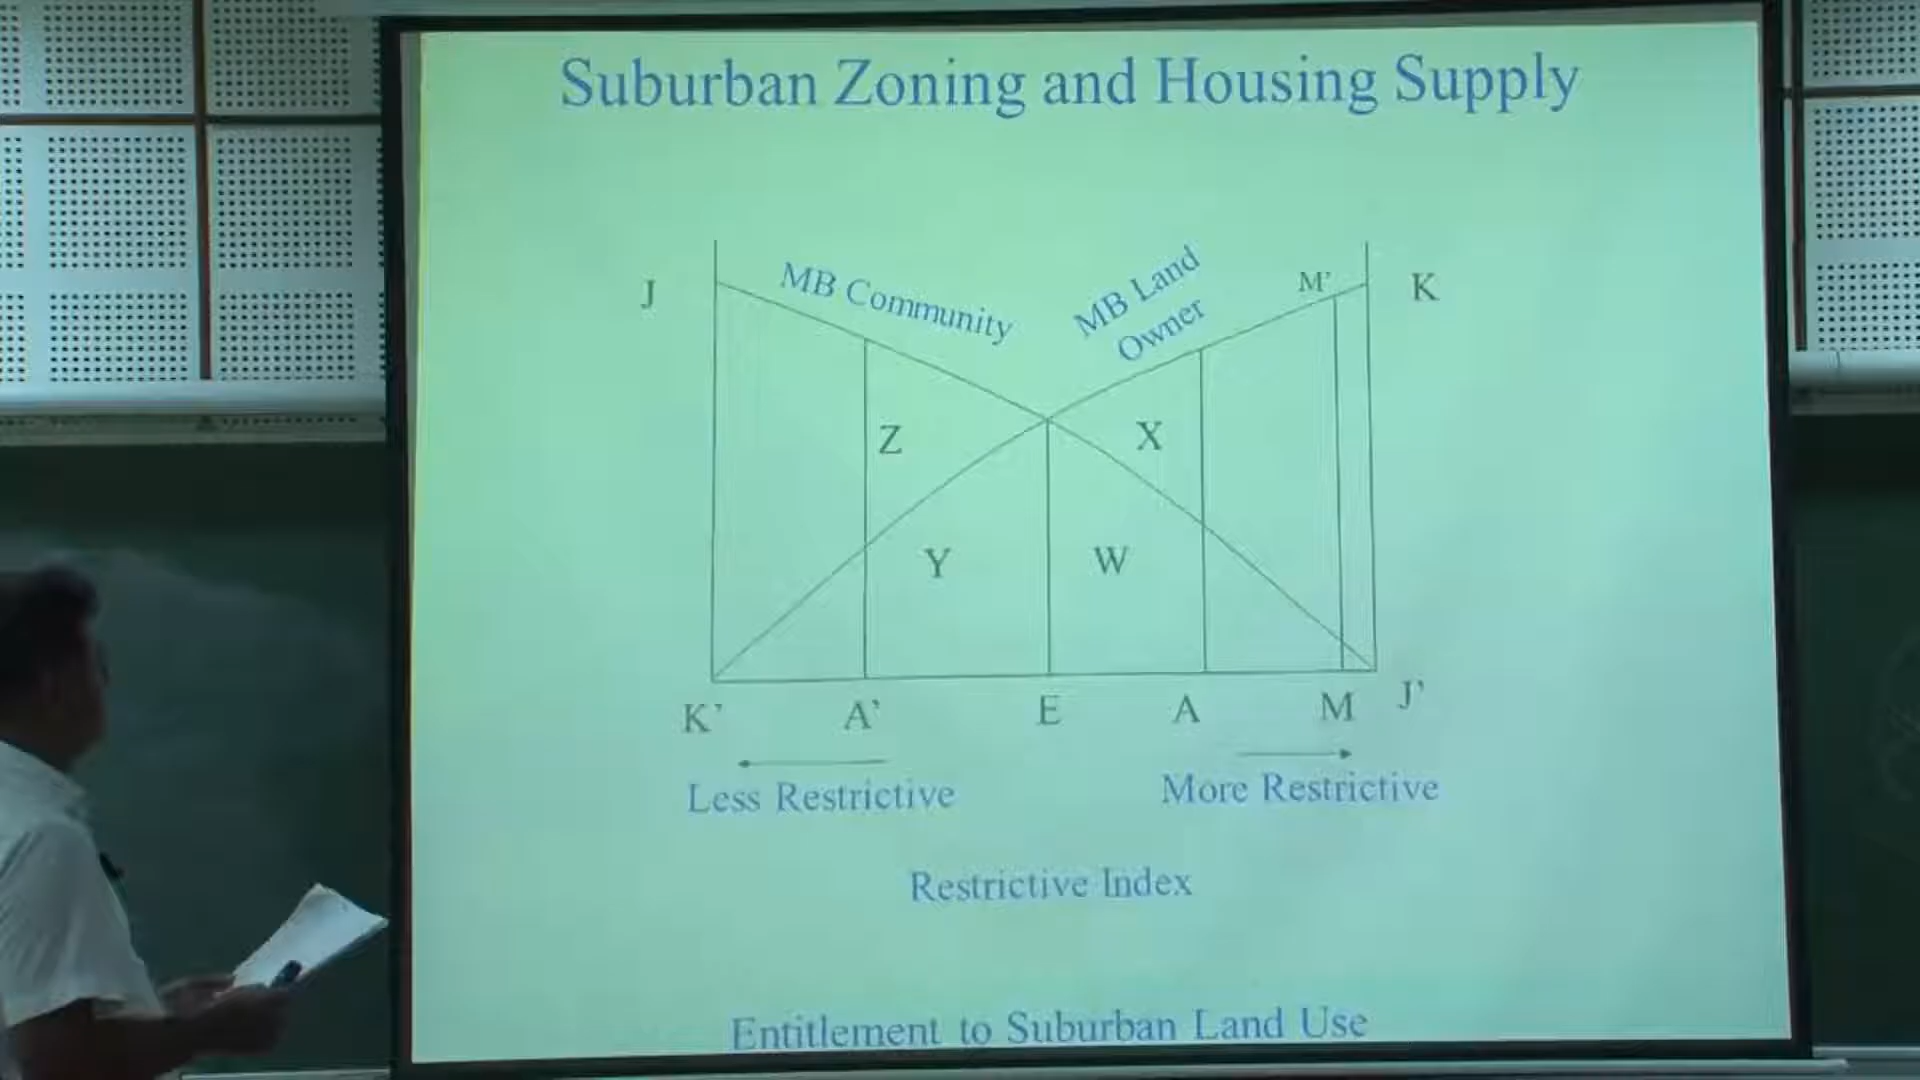 Suburban Zoning and Housing Supply
J
MB Community
MB Land
Owner
M'
K
Z
X
Y
W
K'
A'
E
A
M
J'
Less Restrictive
More Restrictive
Restrictive Index
Entitlement to Suburban Land Use